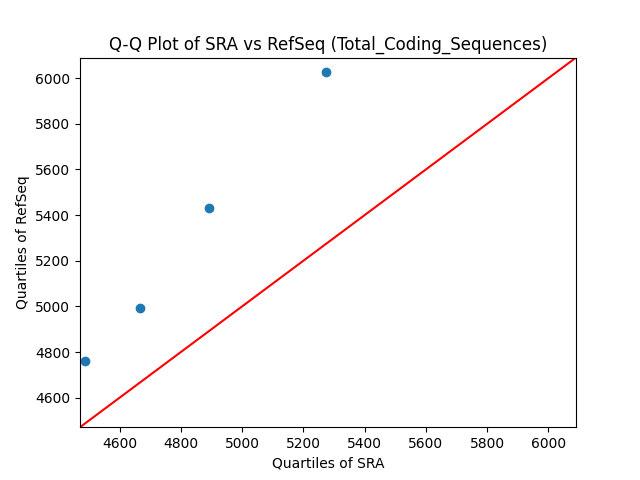 Q-Q Plot of SRA vs RefSeq (Total_Coding_Sequences)
Quartiles of RefSeq
6000
5800
5600
5400
5200
5000
4800
4600
4600 4800 5000 5200 5400 5600 5800 6000
Quartiles of SRA